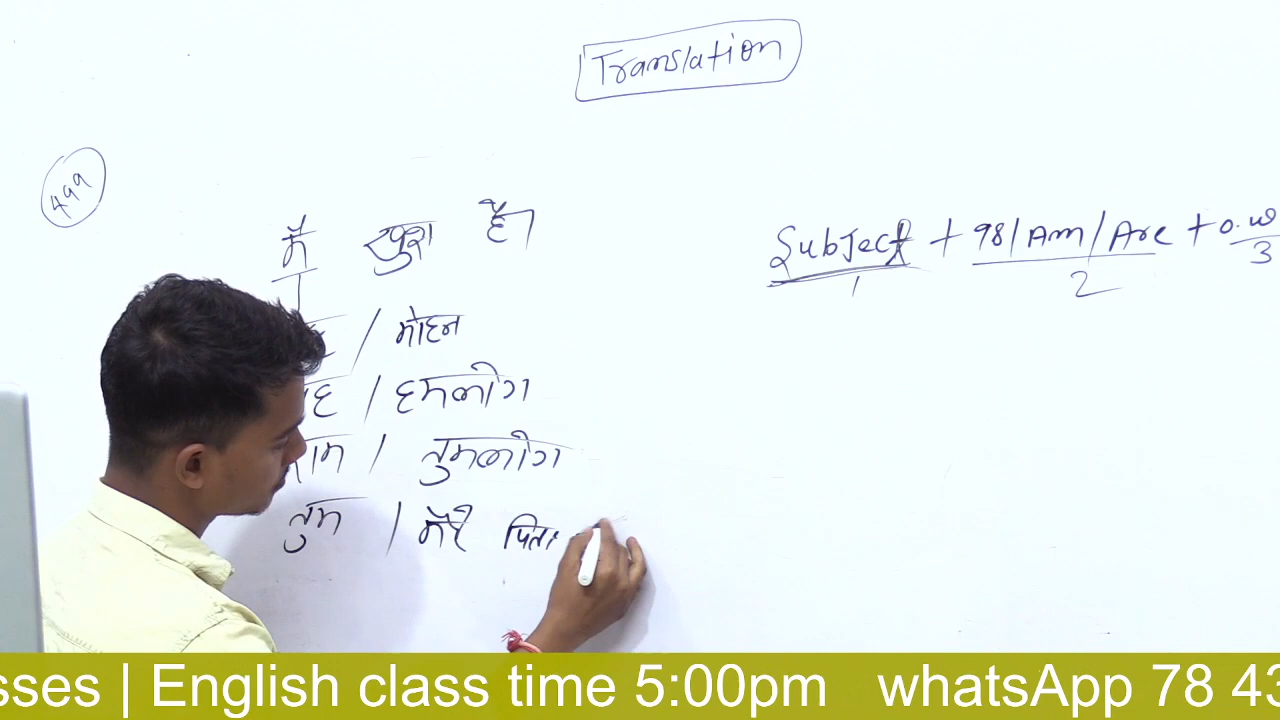 Translation
499
मैं खुश हैं।
Subject + Is/Am/Are + O.W
1 2 3
/ मोहन
/ हमलोग
राम / तुमलोग
तुम / मेरे पिता
sses | English class time 5:00pm whatsApp 78 43